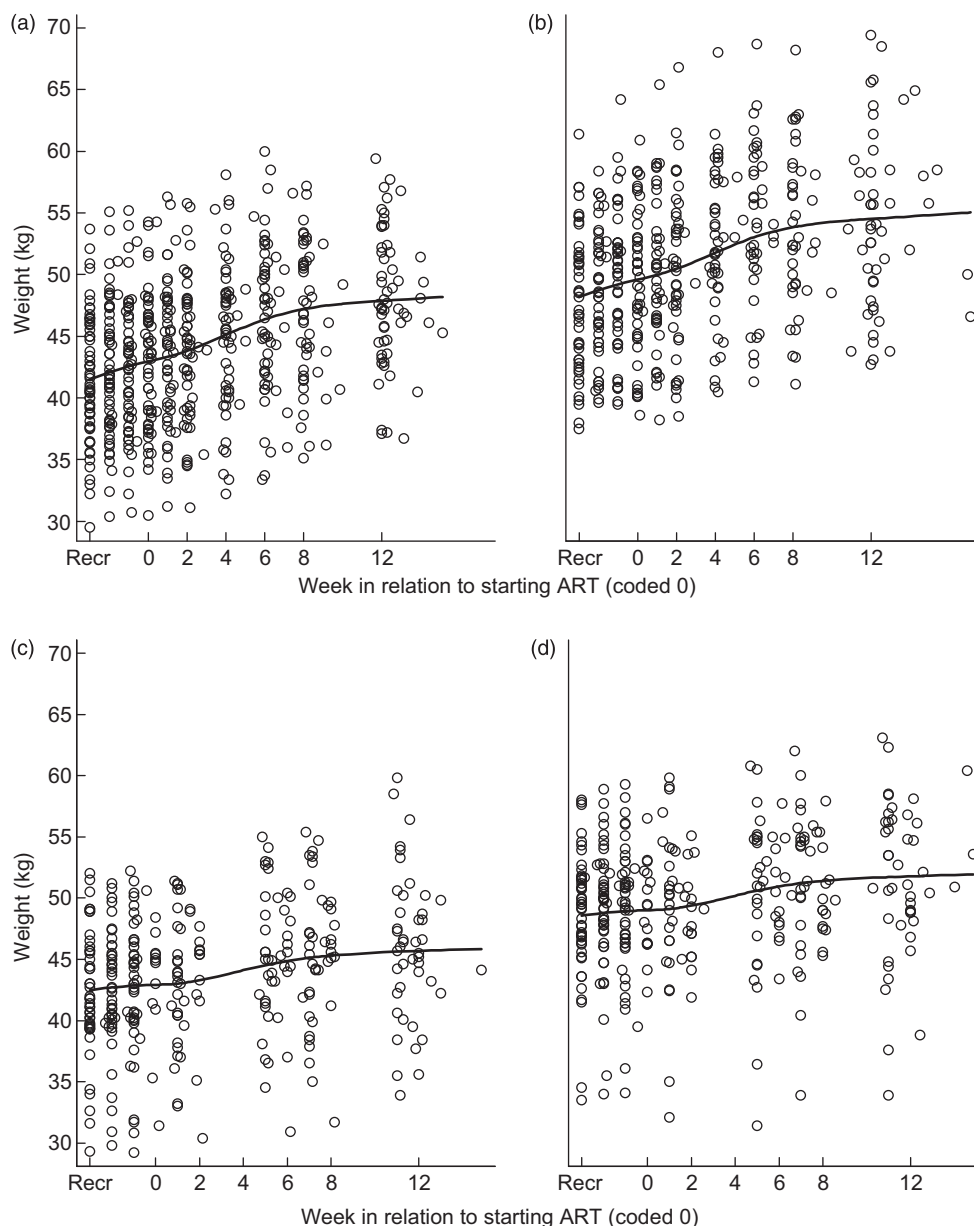 (a)
(b)
70
65
60
55
50
45
40
35
30
Weight (kg)
Recr 0 2 4 6 8 12
Recr 0 2 4 6 8 12
Week in relation to starting ART (coded 0)
(c)
(d)
70
65
60
55
50
45
40
35
30
Weight (kg)
Recr 0 2 4 6 8 12
Recr 0 2 4 6 8 12
Week in relation to starting ART (coded 0)